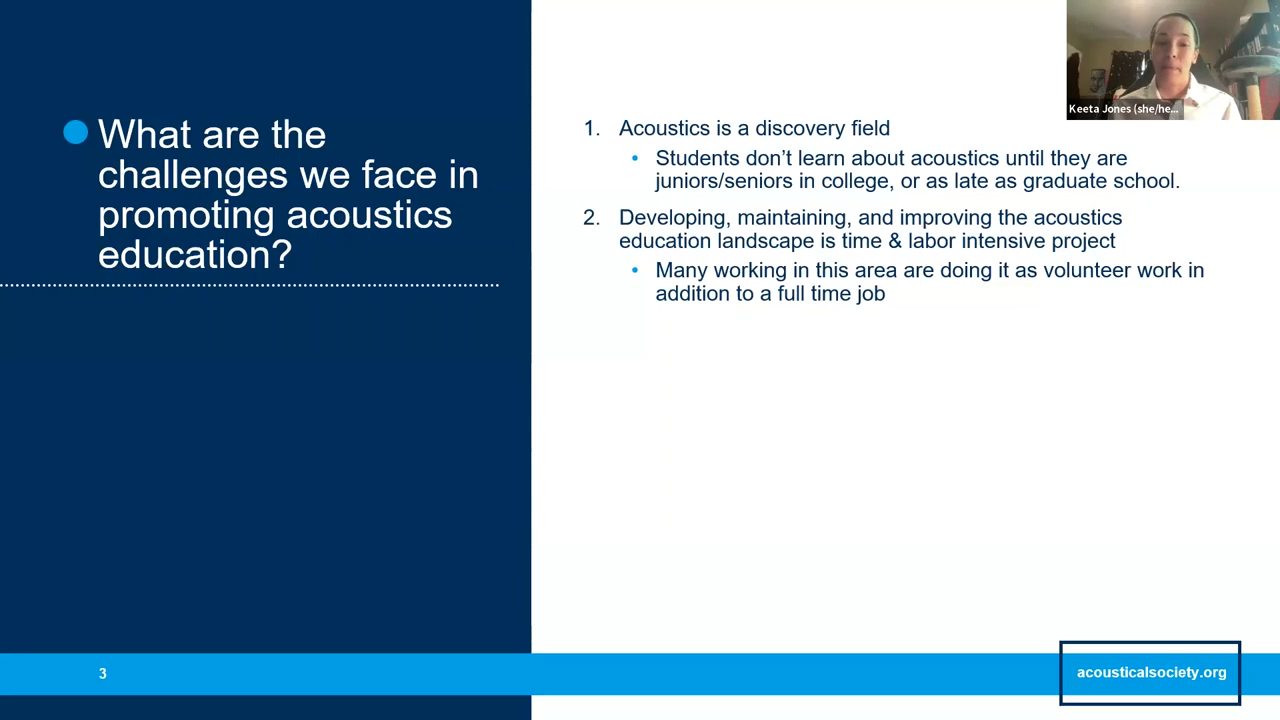 What are the
challenges we face in
promoting acoustics
education?
1. Acoustics is a discovery field
• Students don’t learn about acoustics until they are
juniors/seniors in college, or as late as graduate school.
2. Developing, maintaining, and improving the acoustics
education landscape is time & labor intensive project
• Many working in this area are doing it as volunteer work in
addition to a full time job
Keeta Jones (she/he...
3
acousticalsociety.org